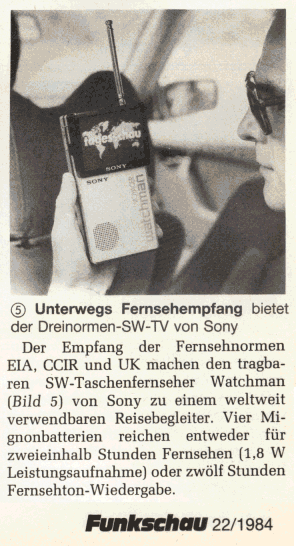 tagesschau
SONY
SONY
watchman
⑤ Unterwegs Fernsehempfang bietet
der Dreinormen-SW-TV von Sony
Der Empfang der Fernsehnormen
EIA, CCIR und UK machen den tragba-
ren SW-Taschenfernseher Watchman
(Bild 5) von Sony zu einem weltweit
verwendbaren Reisebegleiter. Vier Mi-
gnonbatterien reichen entweder für
zweieinhalb Stunden Fernsehen (1,8 W
Leistungsaufnahme) oder zwölf Stunden
Fernsehton-Wiedergabe.
Funkschau 22/1984